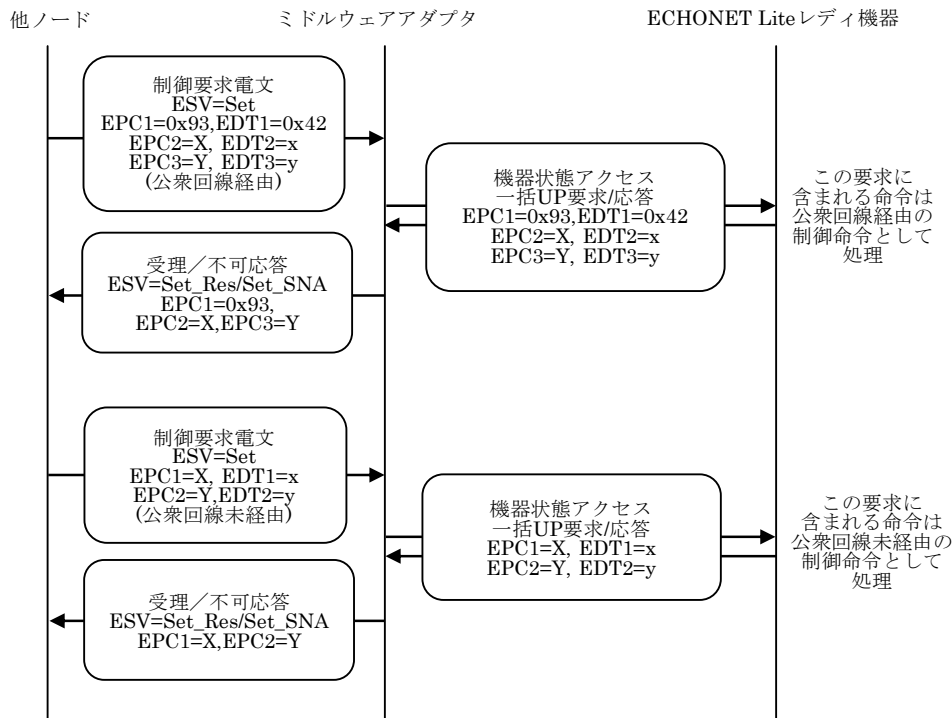 他ノード
ミドルウェアアダプタ
ECHONET Liteレディ機器
制御要求電文
ESV=Set
EPC1=0x93,EDT1=0x42
EPC2=X, EDT2=x
EPC3=Y, EDT3=y
(公衆回線経由)
機器状態アクセス
一括UP要求/応答
EPC1=0x93,EDT1=0x42
EPC2=X, EDT2=x
EPC3=Y, EDT3=y
この要求に
含まれる命令は
公衆回線経由の
制御命令として
処理
受理／不可応答
ESV=Set_Res/Set_SNA
EPC1=0x93,
EPC2=X,EPC3=Y
制御要求電文
ESV=Set
EPC1=X, EDT1=x
EPC2=Y,EDT2=y
(公衆回線未経由)
機器状態アクセス
一括UP要求/応答
EPC1=X, EDT1=x
EPC2=Y, EDT2=y
この要求に
含まれる命令は
公衆回線未経由の
制御命令として
処理
受理／不可応答
ESV=Set_Res/Set_SNA
EPC1=X,EPC2=Y